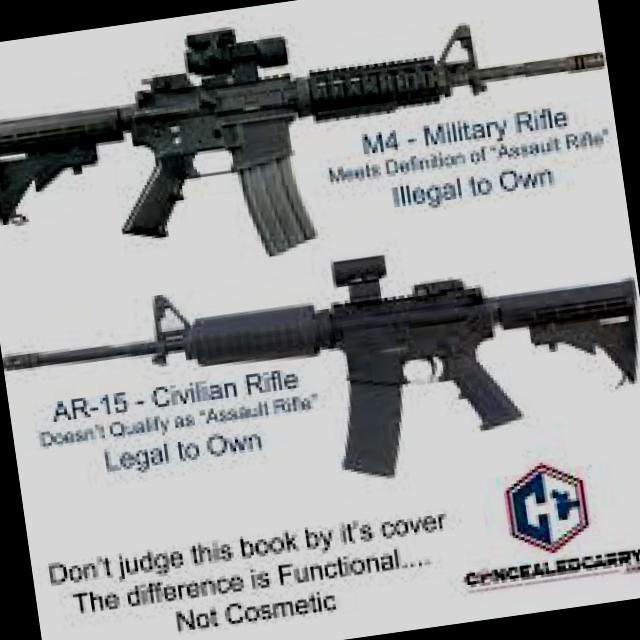 M4 - Military Rifle
Meets Definition of "Assault Rifle"
Illegal to Own
AR-15 - Civilian Rifle
Doesn't Qualify as "Assault Rifle"
Legal to Own
Don't judge this book by it's cover
The difference is Functional....
Not Cosmetic
CONCEALEDCARRY